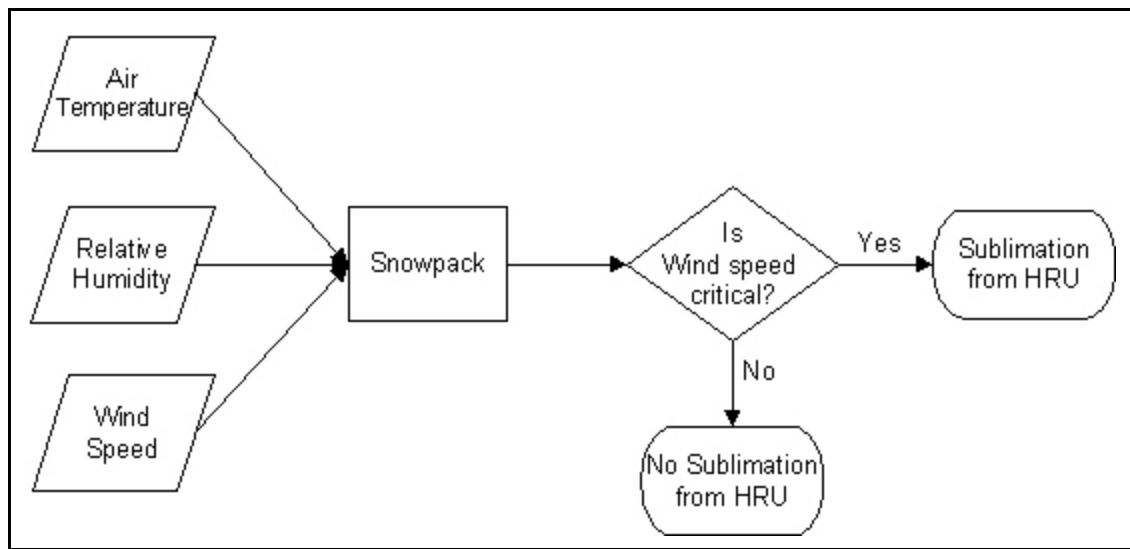 Air
Temperature
Relative
Humidity
Wind
Speed
Snowpack
Is
Wind speed
critical?
Yes
Sublimation
from HRU
No
No Sublimation
from HRU